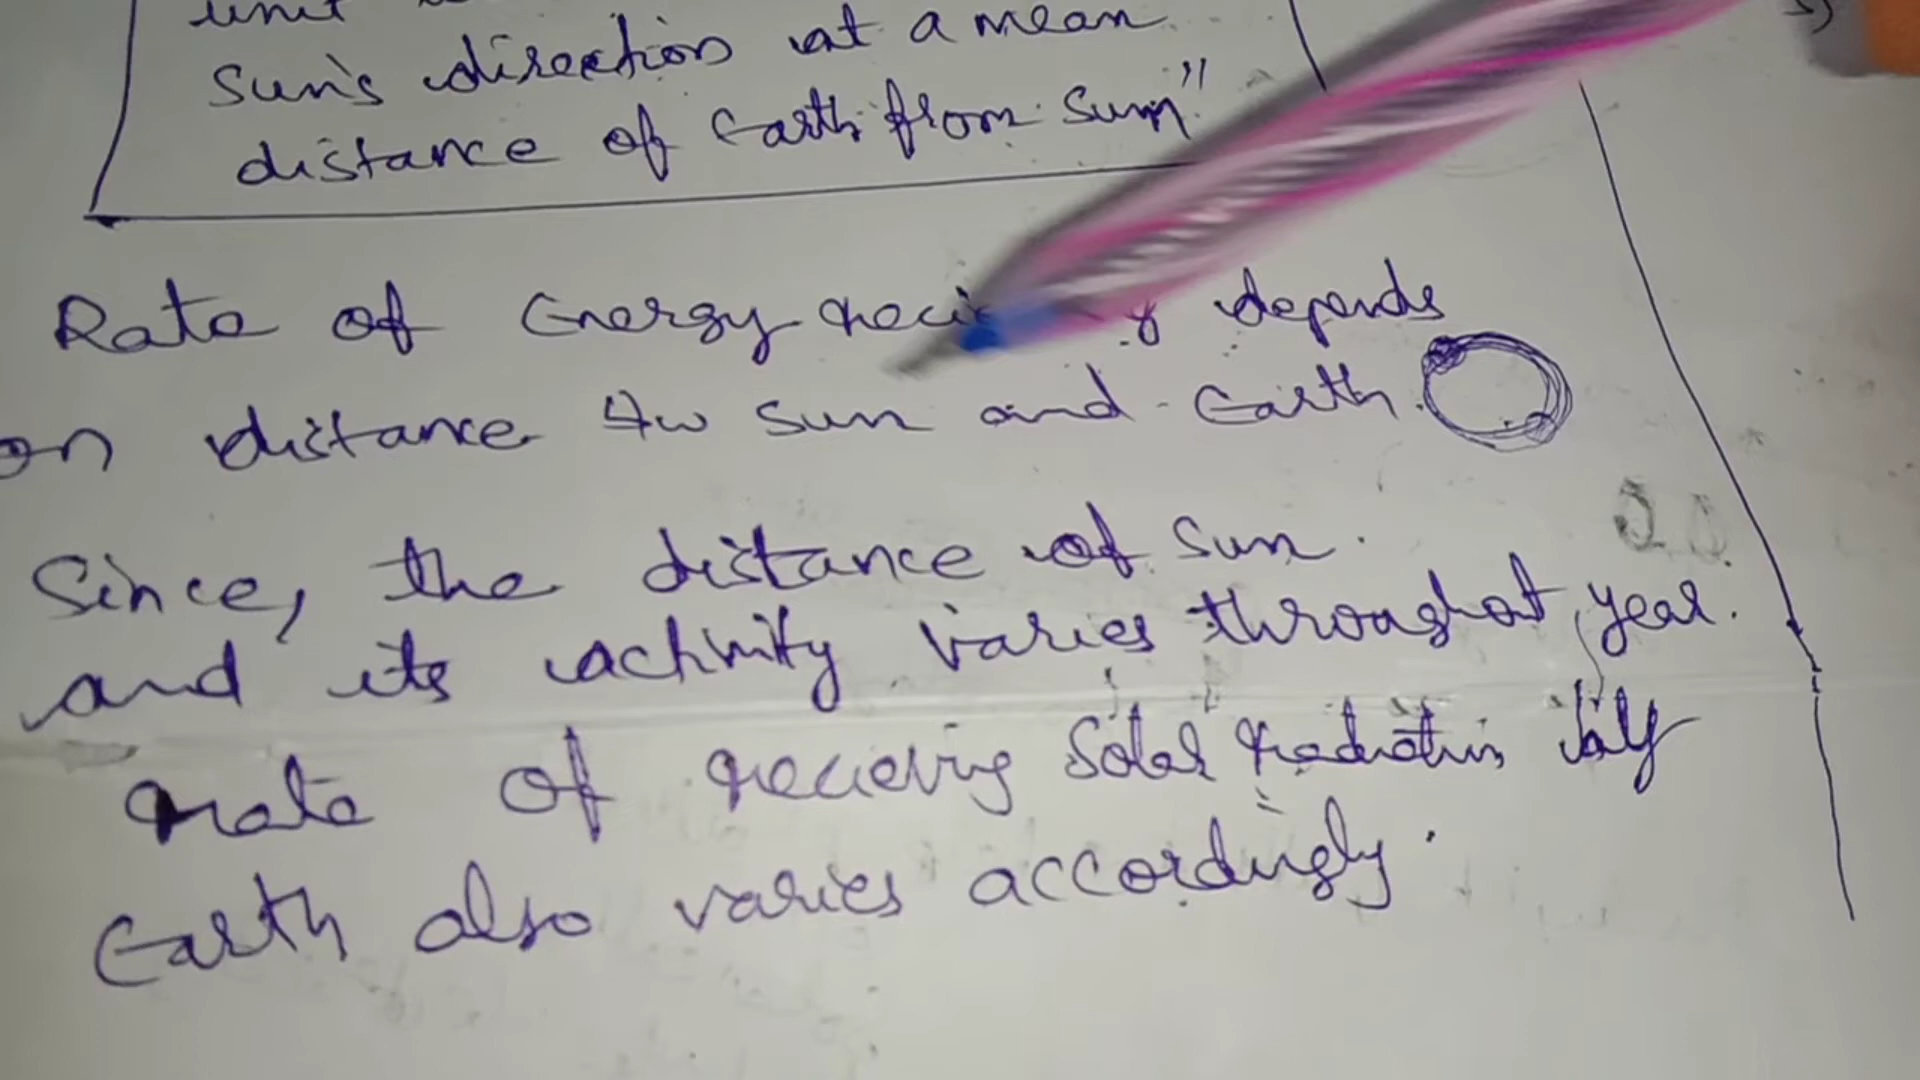 unit
Sun's direction at a mean
distance of Earth from Sun"
Rate of Energy depends
on distance b/w Sun and Earth.
Since, the distance of Sun
and its activity varies throughout year.
rate of recieving Solar radiation by
Earth also varies accordingly.